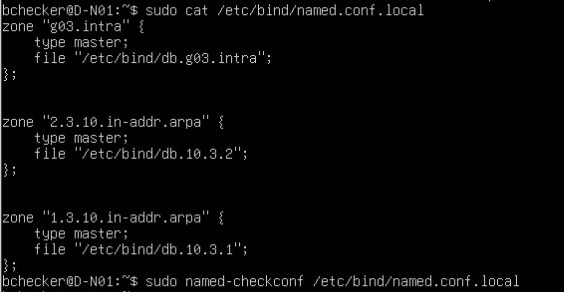 bchecker@D-N01:~$ sudo cat /etc/bind/named.conf.local
zone "g03.intra" {
    type master;
    file "/etc/bind/db.g03.intra";
};
zone "2.3.10.in-addr.arpa" {
    type master;
    file "/etc/bind/db.10.3.2";
};
zone "1.3.10.in-addr.arpa" {
    type master;
    file "/etc/bind/db.10.3.1";
};
bchecker@D-N01:~$ sudo named-checkconf /etc/bind/named.conf.local
bchecker@D-N01:~$